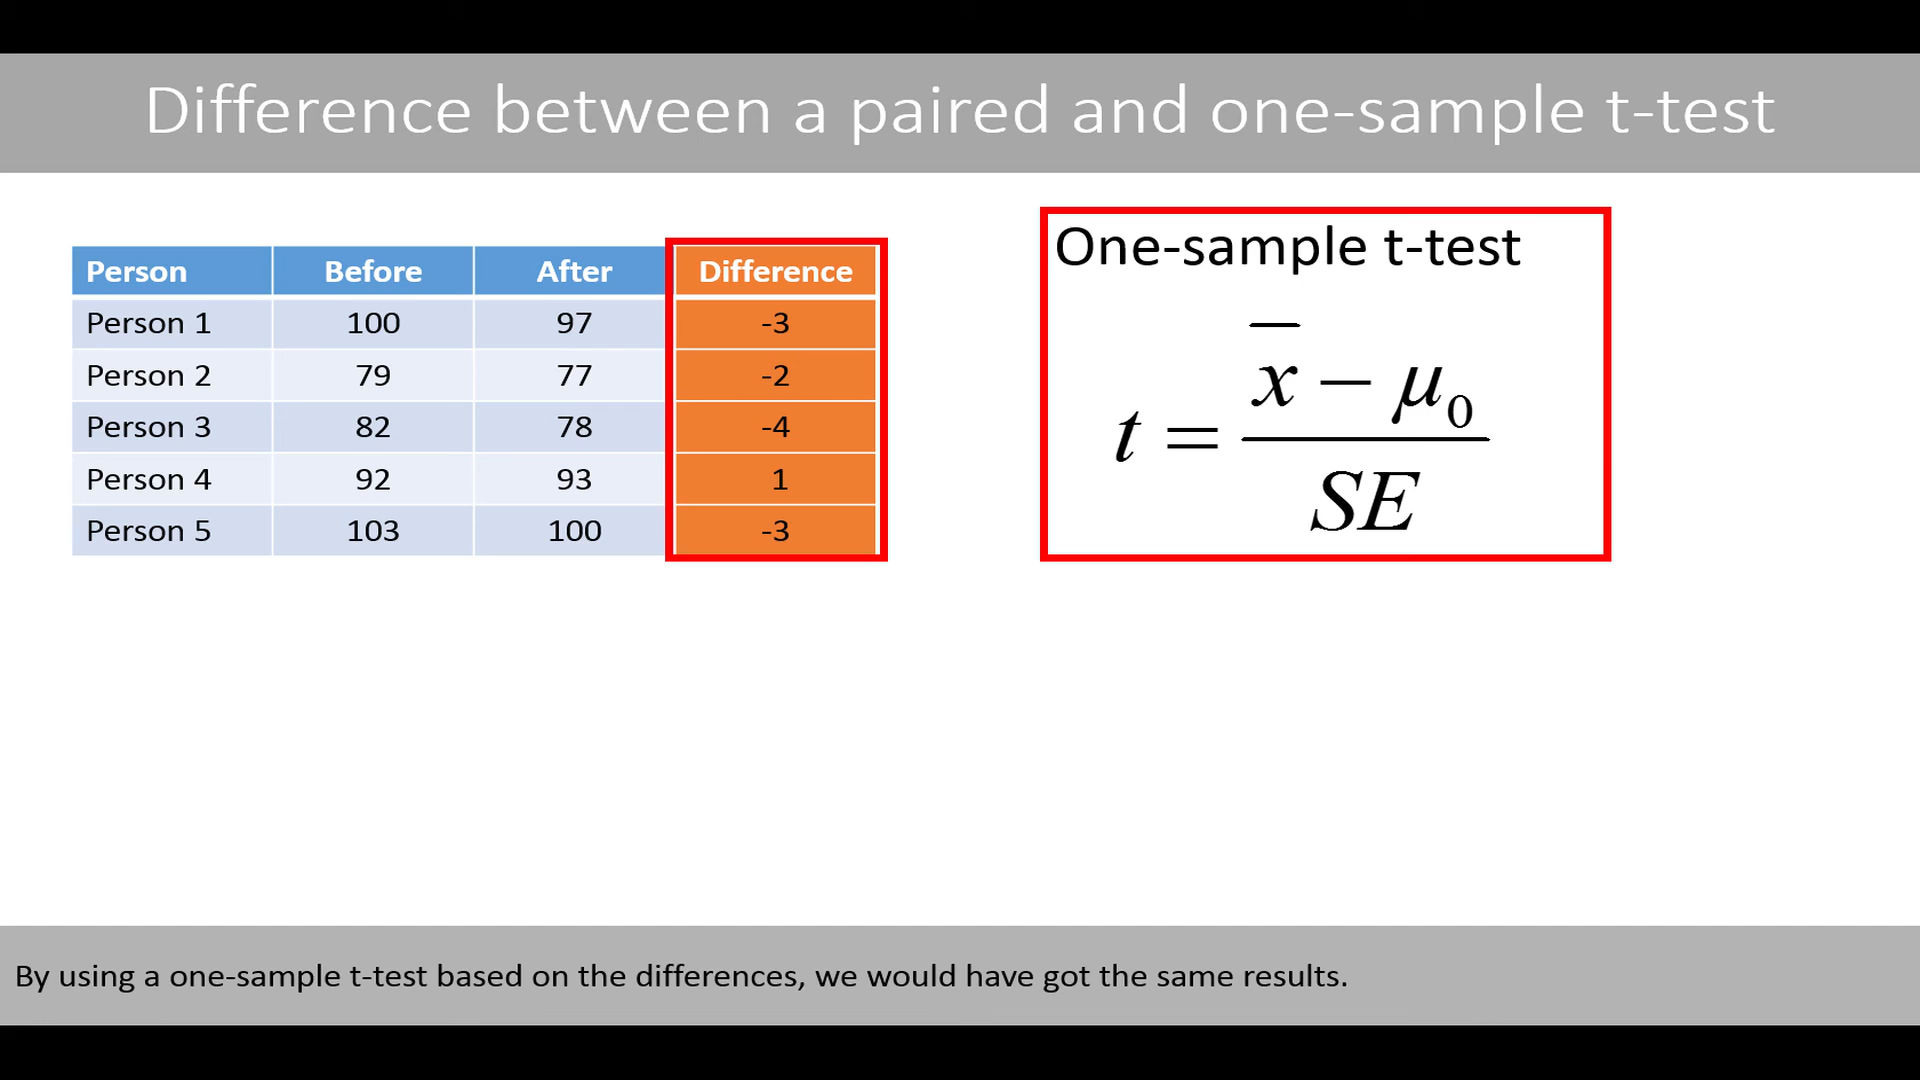 Difference between a paired and one-sample t-test
Person Before After Difference
Person 1 100 97 -3
Person 2 79 77 -2
Person 3 82 78 -4
Person 4 92 93 1
Person 5 103 100 -3
One-sample t-test
t = (x̄ − μ₀) / SE
By using a one-sample t-test based on the differences, we would have got the same results.